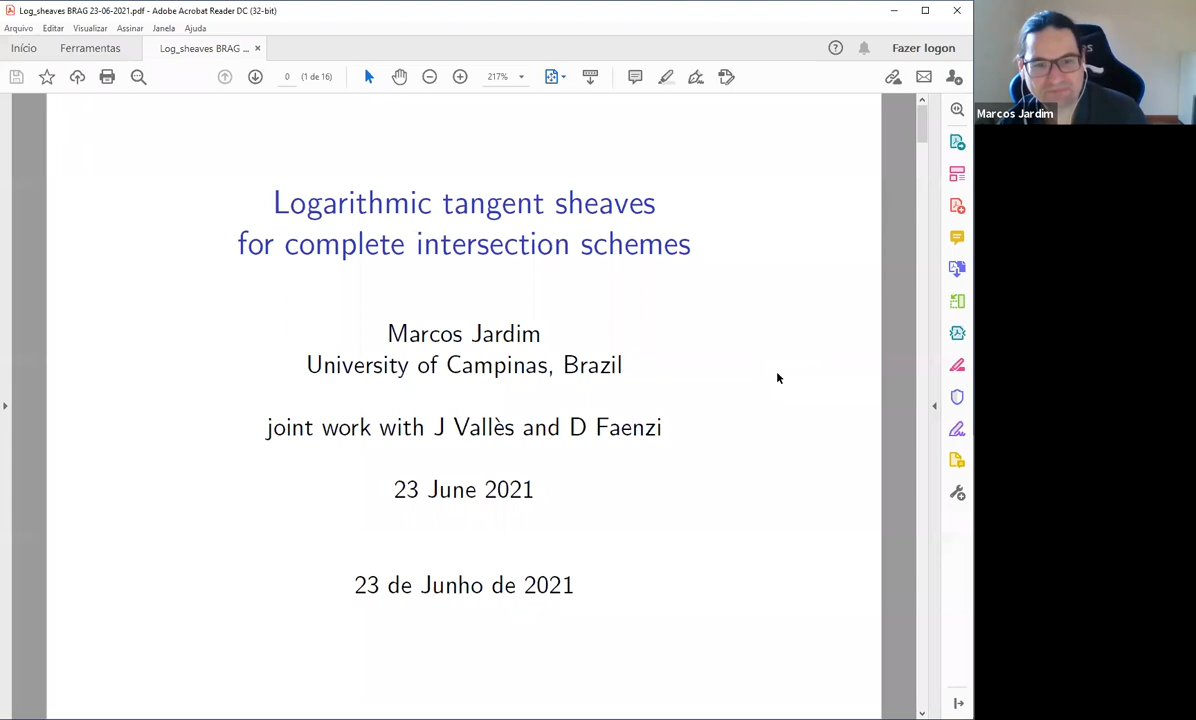 Log_sheaves BRAG 23-06-2021.pdf - Adobe Acrobat Reader DC (32-bit)
Arquivo Editar Visualizar Assinar Janela Ajuda
Início Ferramentas Log_sheaves BRAG ... × Fazer logon
0 (1 de 16) 217%
Marcos Jardim
Logarithmic tangent sheaves
for complete intersection schemes
Marcos Jardim
University of Campinas, Brazil
joint work with J Vallès and D Faenzi
23 June 2021
23 de Junho de 2021